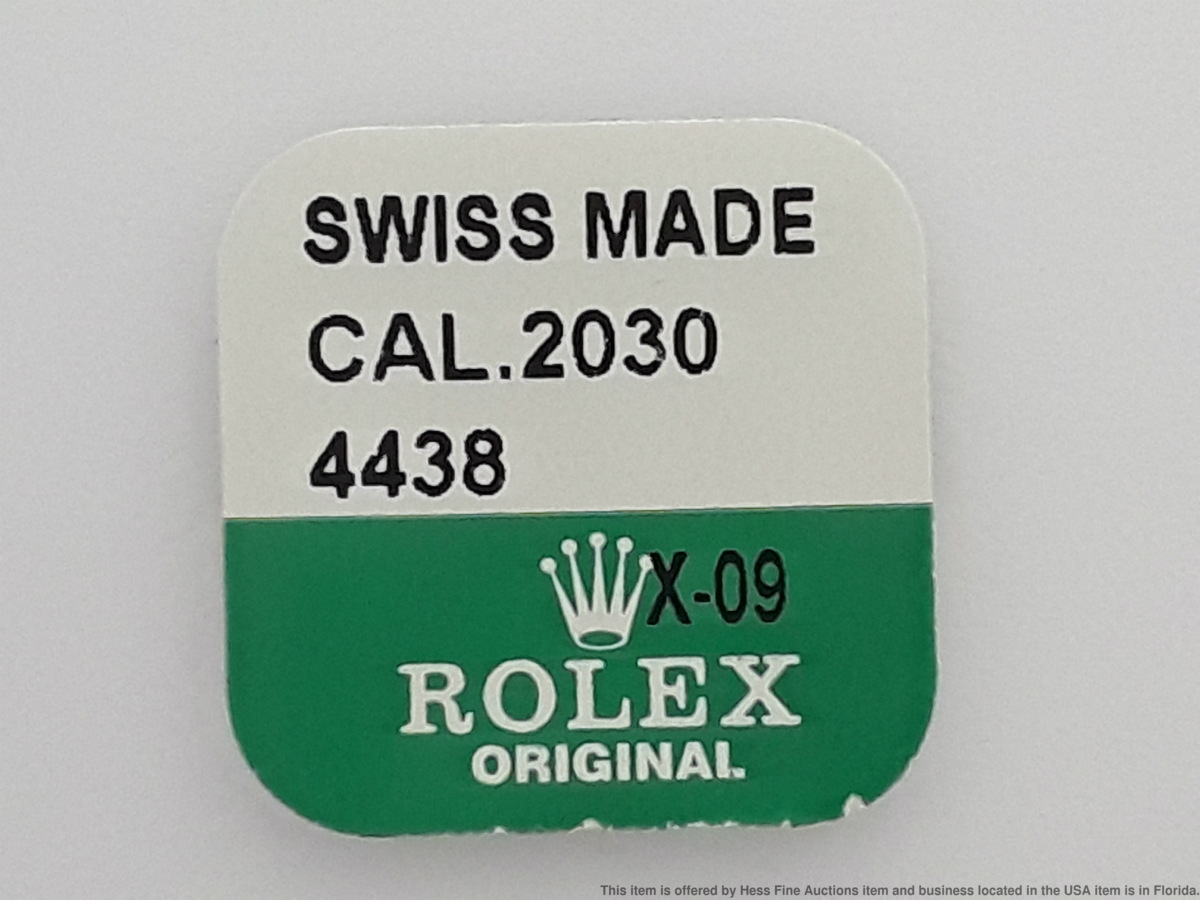 SWISS MADE
CAL.2030
4438
X-09
ROLEX
ORIGINAL
This item is offered by Hess Fine Auctions item and business located in the USA item is in Florida.